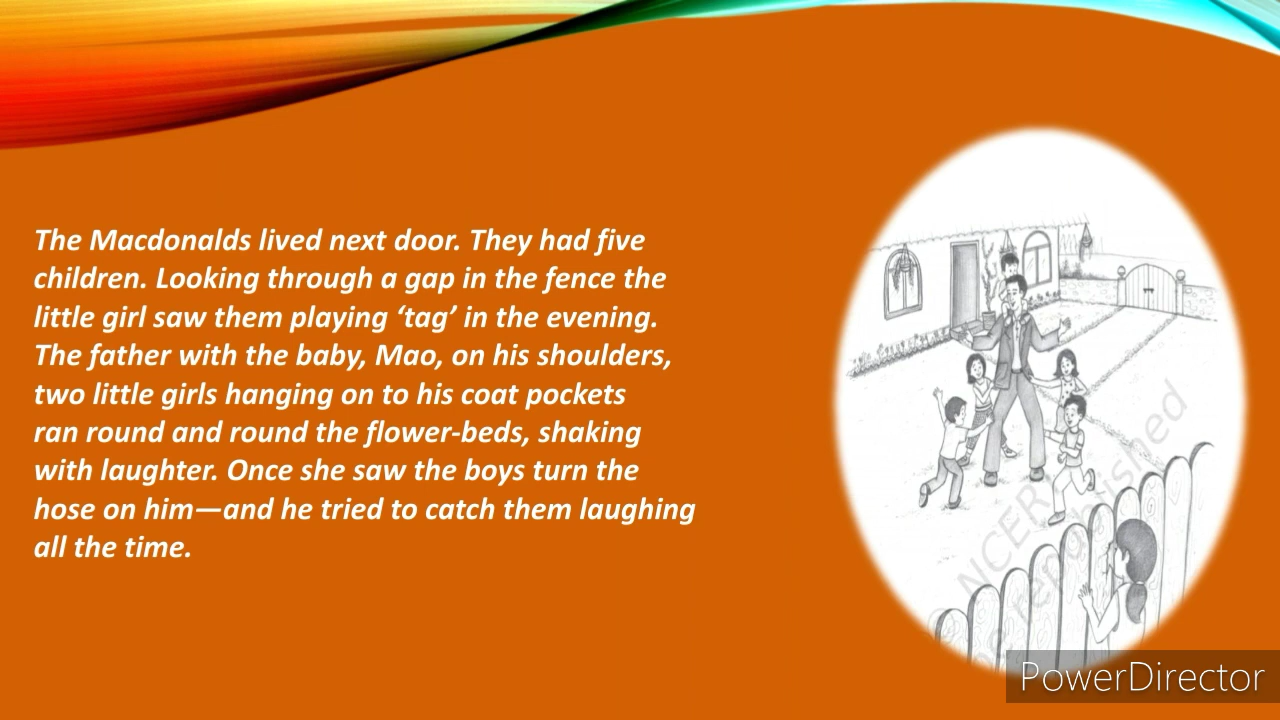 The Macdonalds lived next door. They had five
children. Looking through a gap in the fence the
little girl saw them playing ‘tag’ in the evening.
The father with the baby, Mao, on his shoulders,
two little girls hanging on to his coat pockets
ran round and round the flower-beds, shaking
with laughter. Once she saw the boys turn the
hose on him—and he tried to catch them laughing
all the time.
NCER
republished
PowerDirector